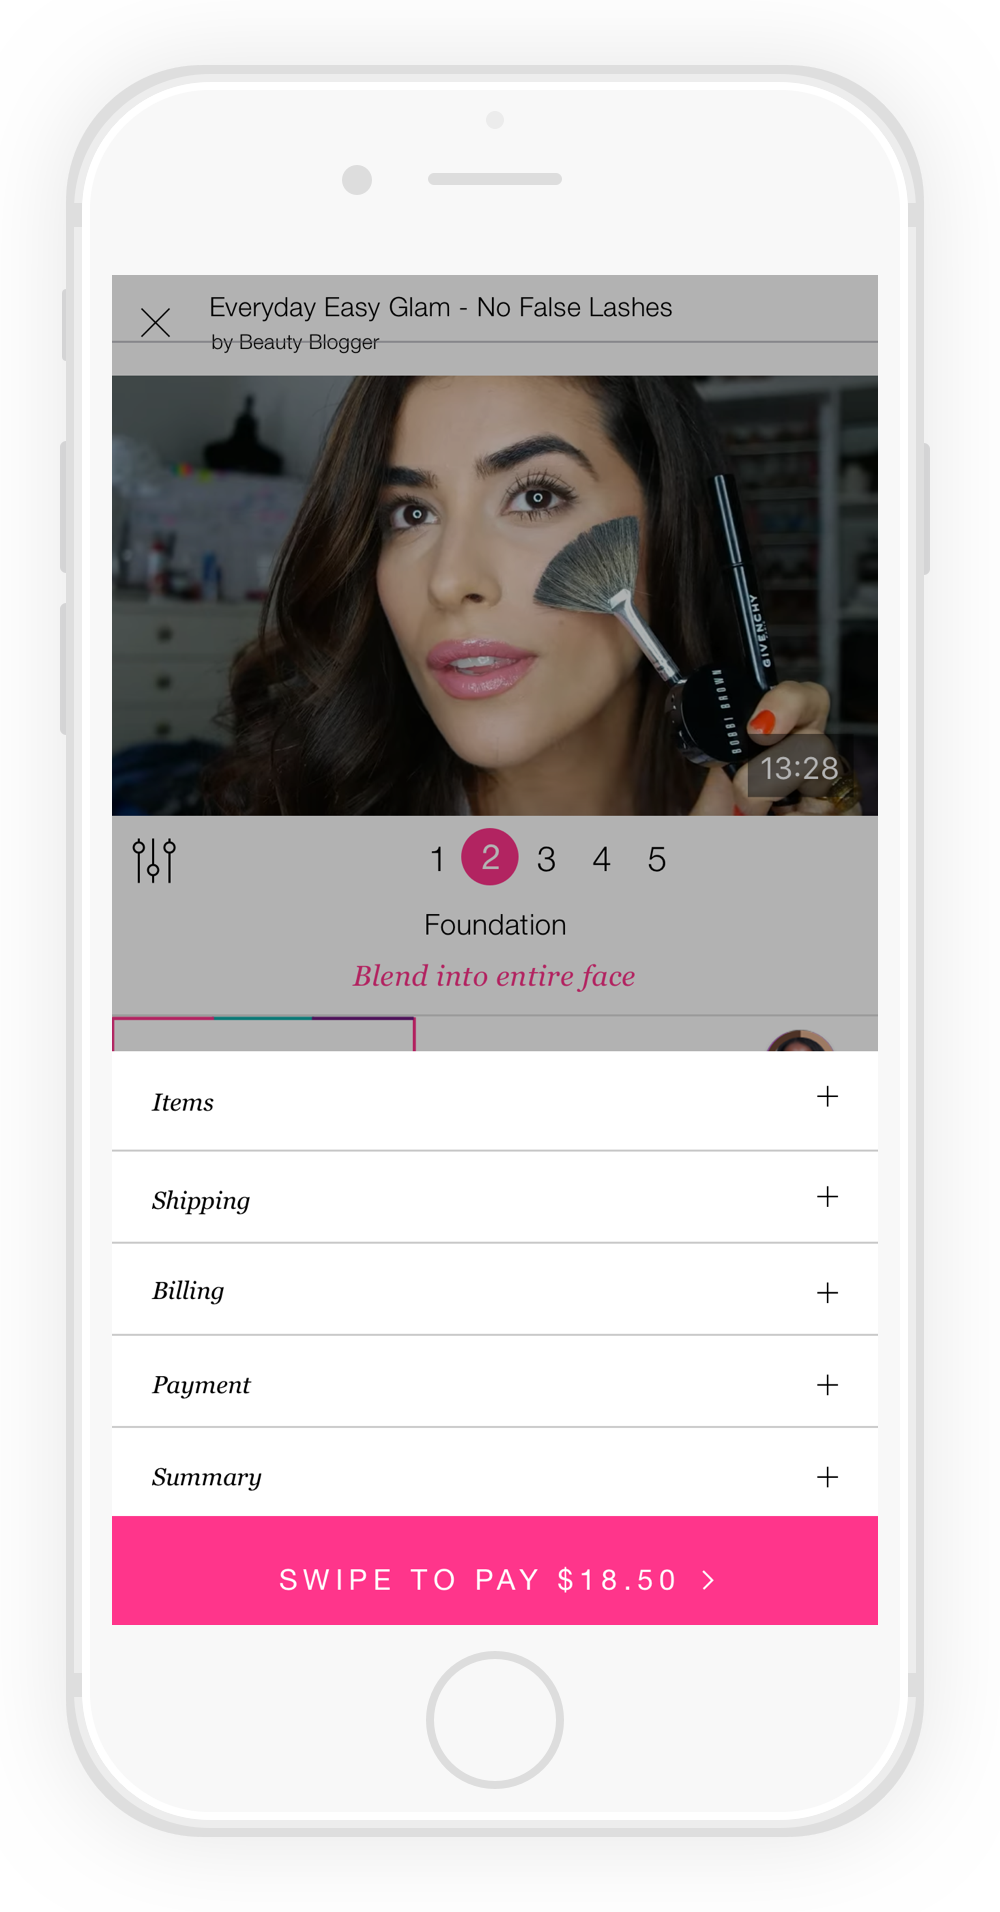 Everyday Easy Glam - No False Lashes
by Beauty Blogger
GIVENCHY
BOBBI BROWN
13:28
1 2 3 4 5
Foundation
Blend into entire face
Items
Shipping
Billing
Payment
Summary
SWIPE TO PAY $18.50